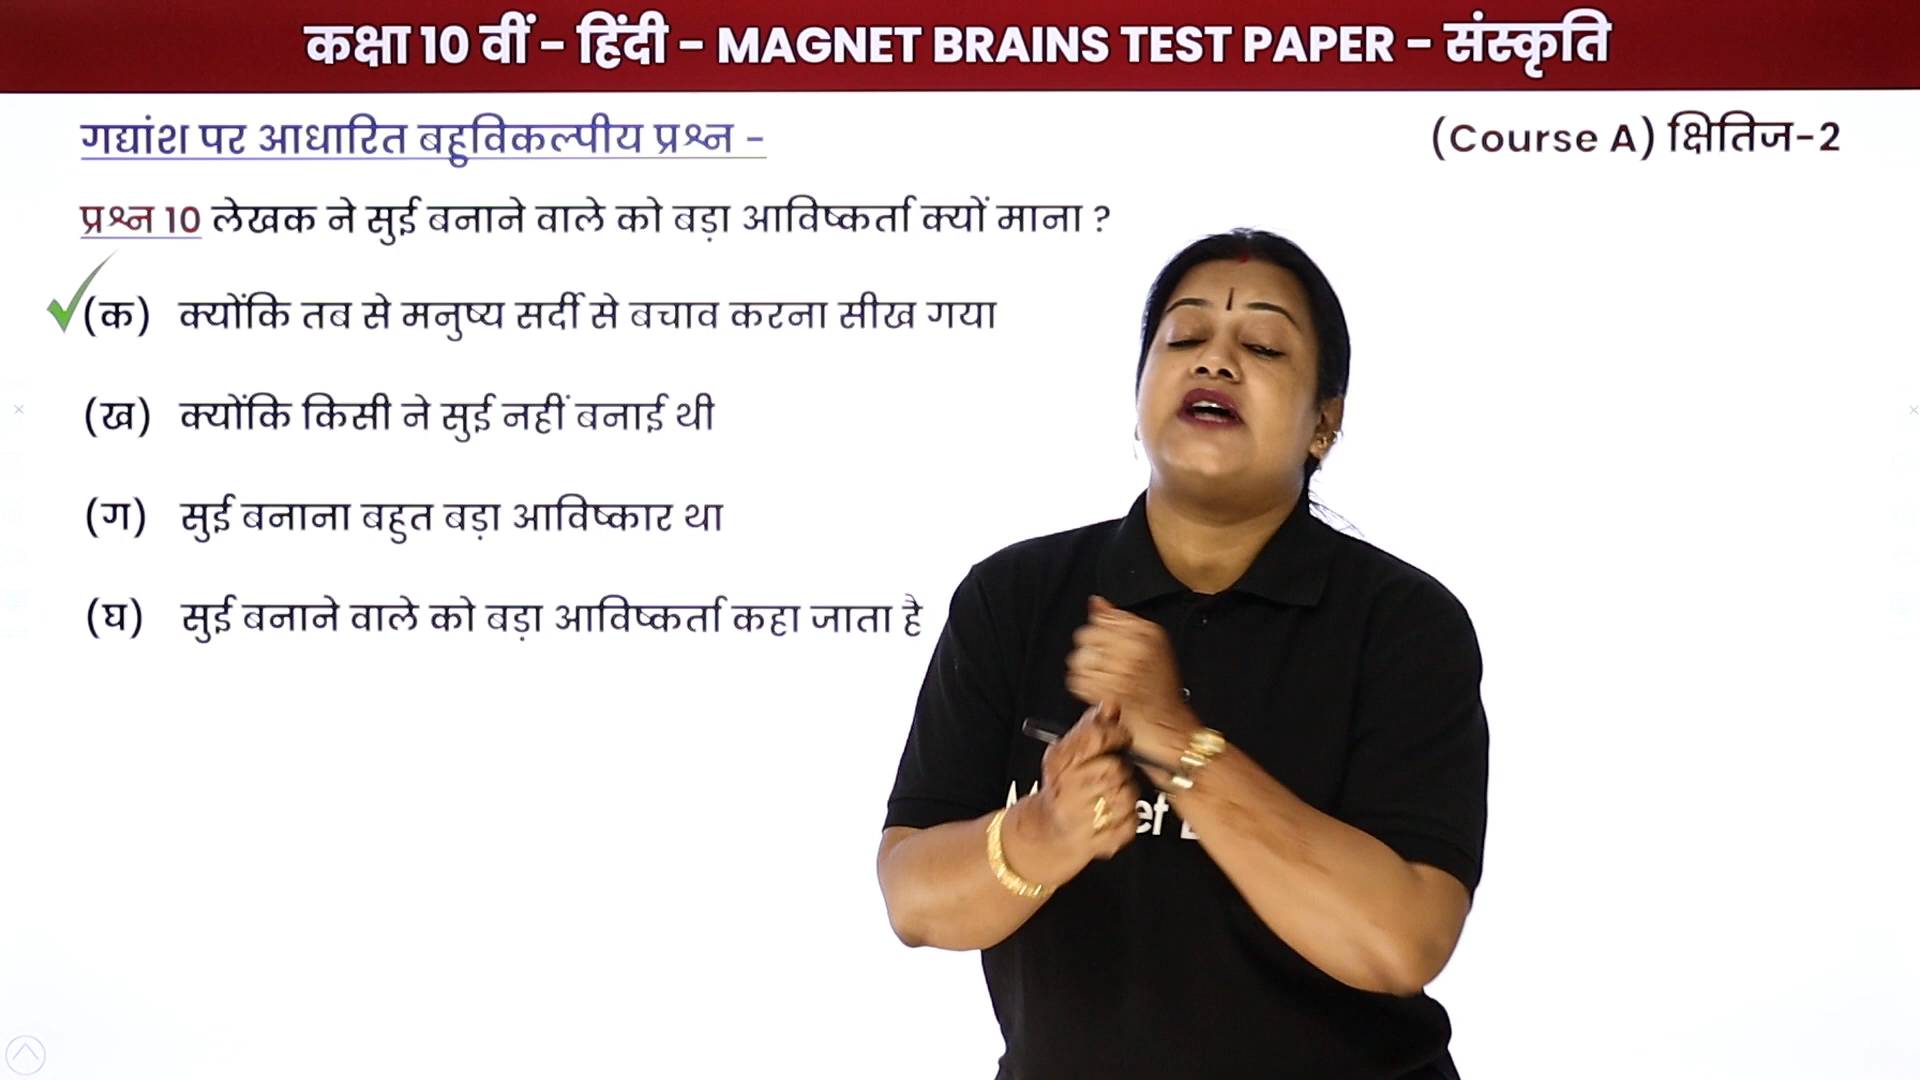 कक्षा 10 वीं - हिंदी - MAGNET BRAINS TEST PAPER - संस्कृति
गद्यांश पर आधारित बहुविकल्पीय प्रश्न -
(Course A) क्षितिज-2
प्रश्न 10 लेखक ने सुई बनाने वाले को बड़ा आविष्कर्ता क्यों माना ?
(क) क्योंकि तब से मनुष्य सर्दी से बचाव करना सीख गया
(ख) क्योंकि किसी ने सुई नहीं बनाई थी
(ग) सुई बनाना बहुत बड़ा आविष्कार था
(घ) सुई बनाने वाले को बड़ा आविष्कर्ता कहा जाता है